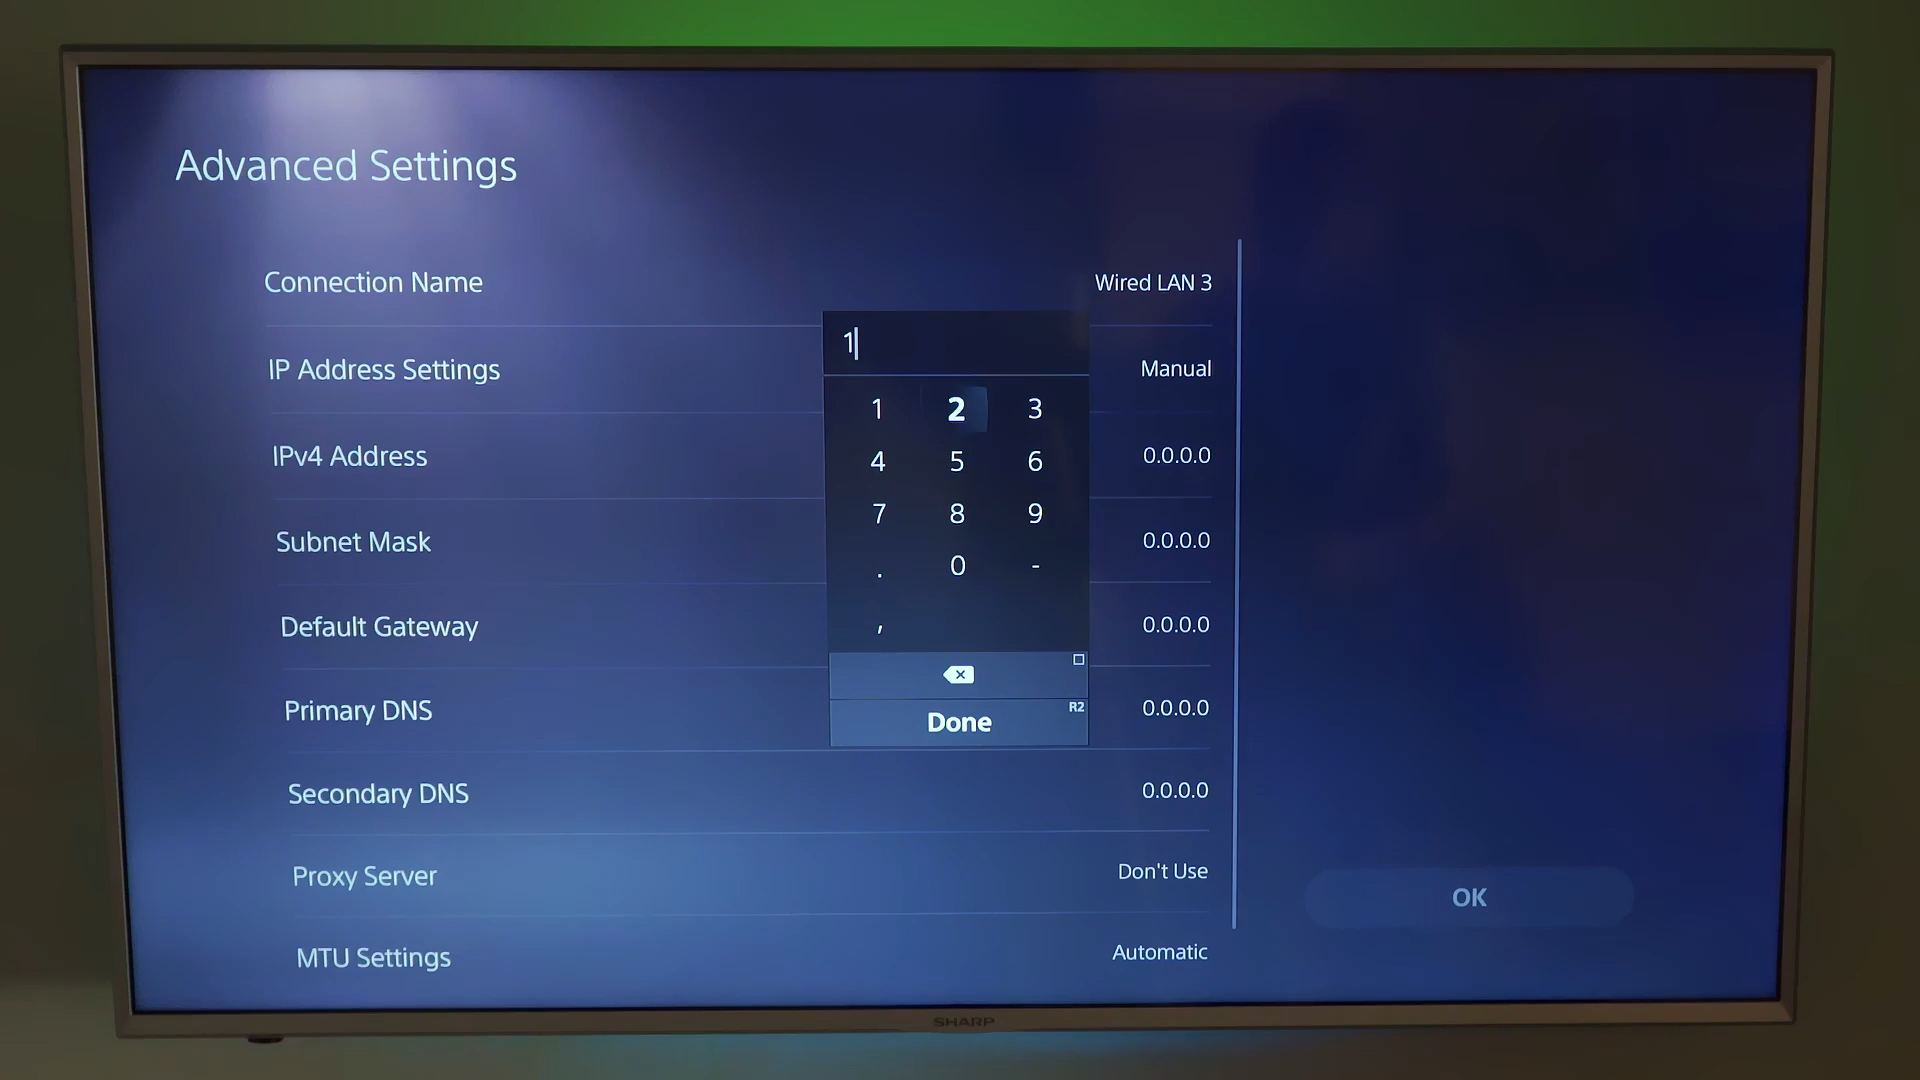 Advanced Settings
Connection Name Wired LAN 3
IP Address Settings Manual
IPv4 Address 0.0.0.0
Subnet Mask 0.0.0.0
Default Gateway 0.0.0.0
Primary DNS 0.0.0.0
Secondary DNS 0.0.0.0
Proxy Server Don't Use
MTU Settings Automatic
1
1 2 3
4 5 6
7 8 9
. 0 -
,
Done R2
OK
SHARP